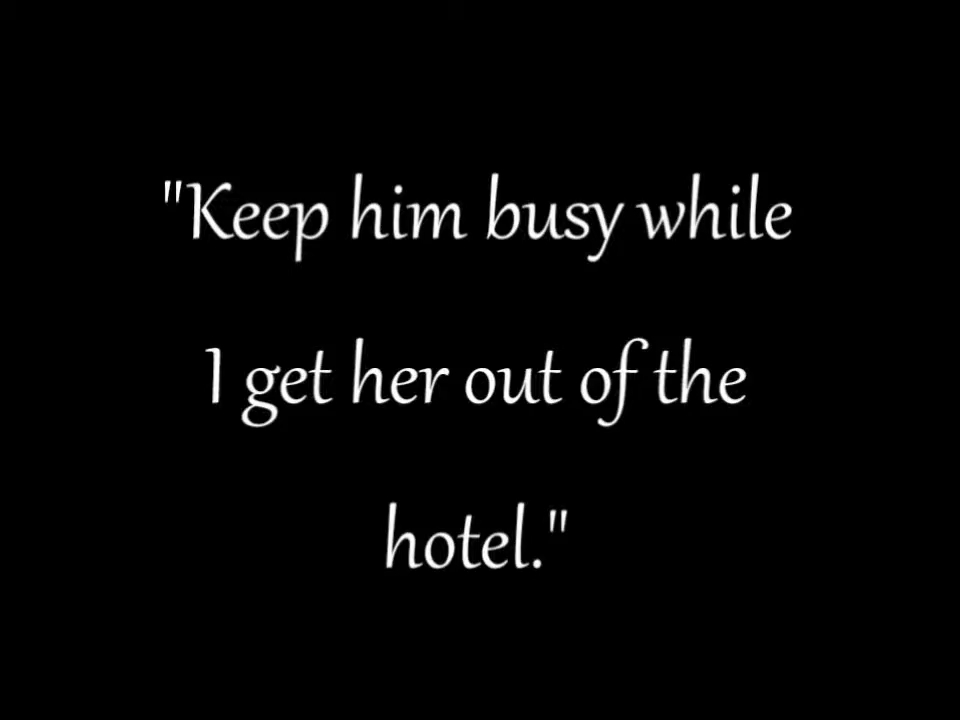 "Keep him busy while
I get her out of the
hotel."